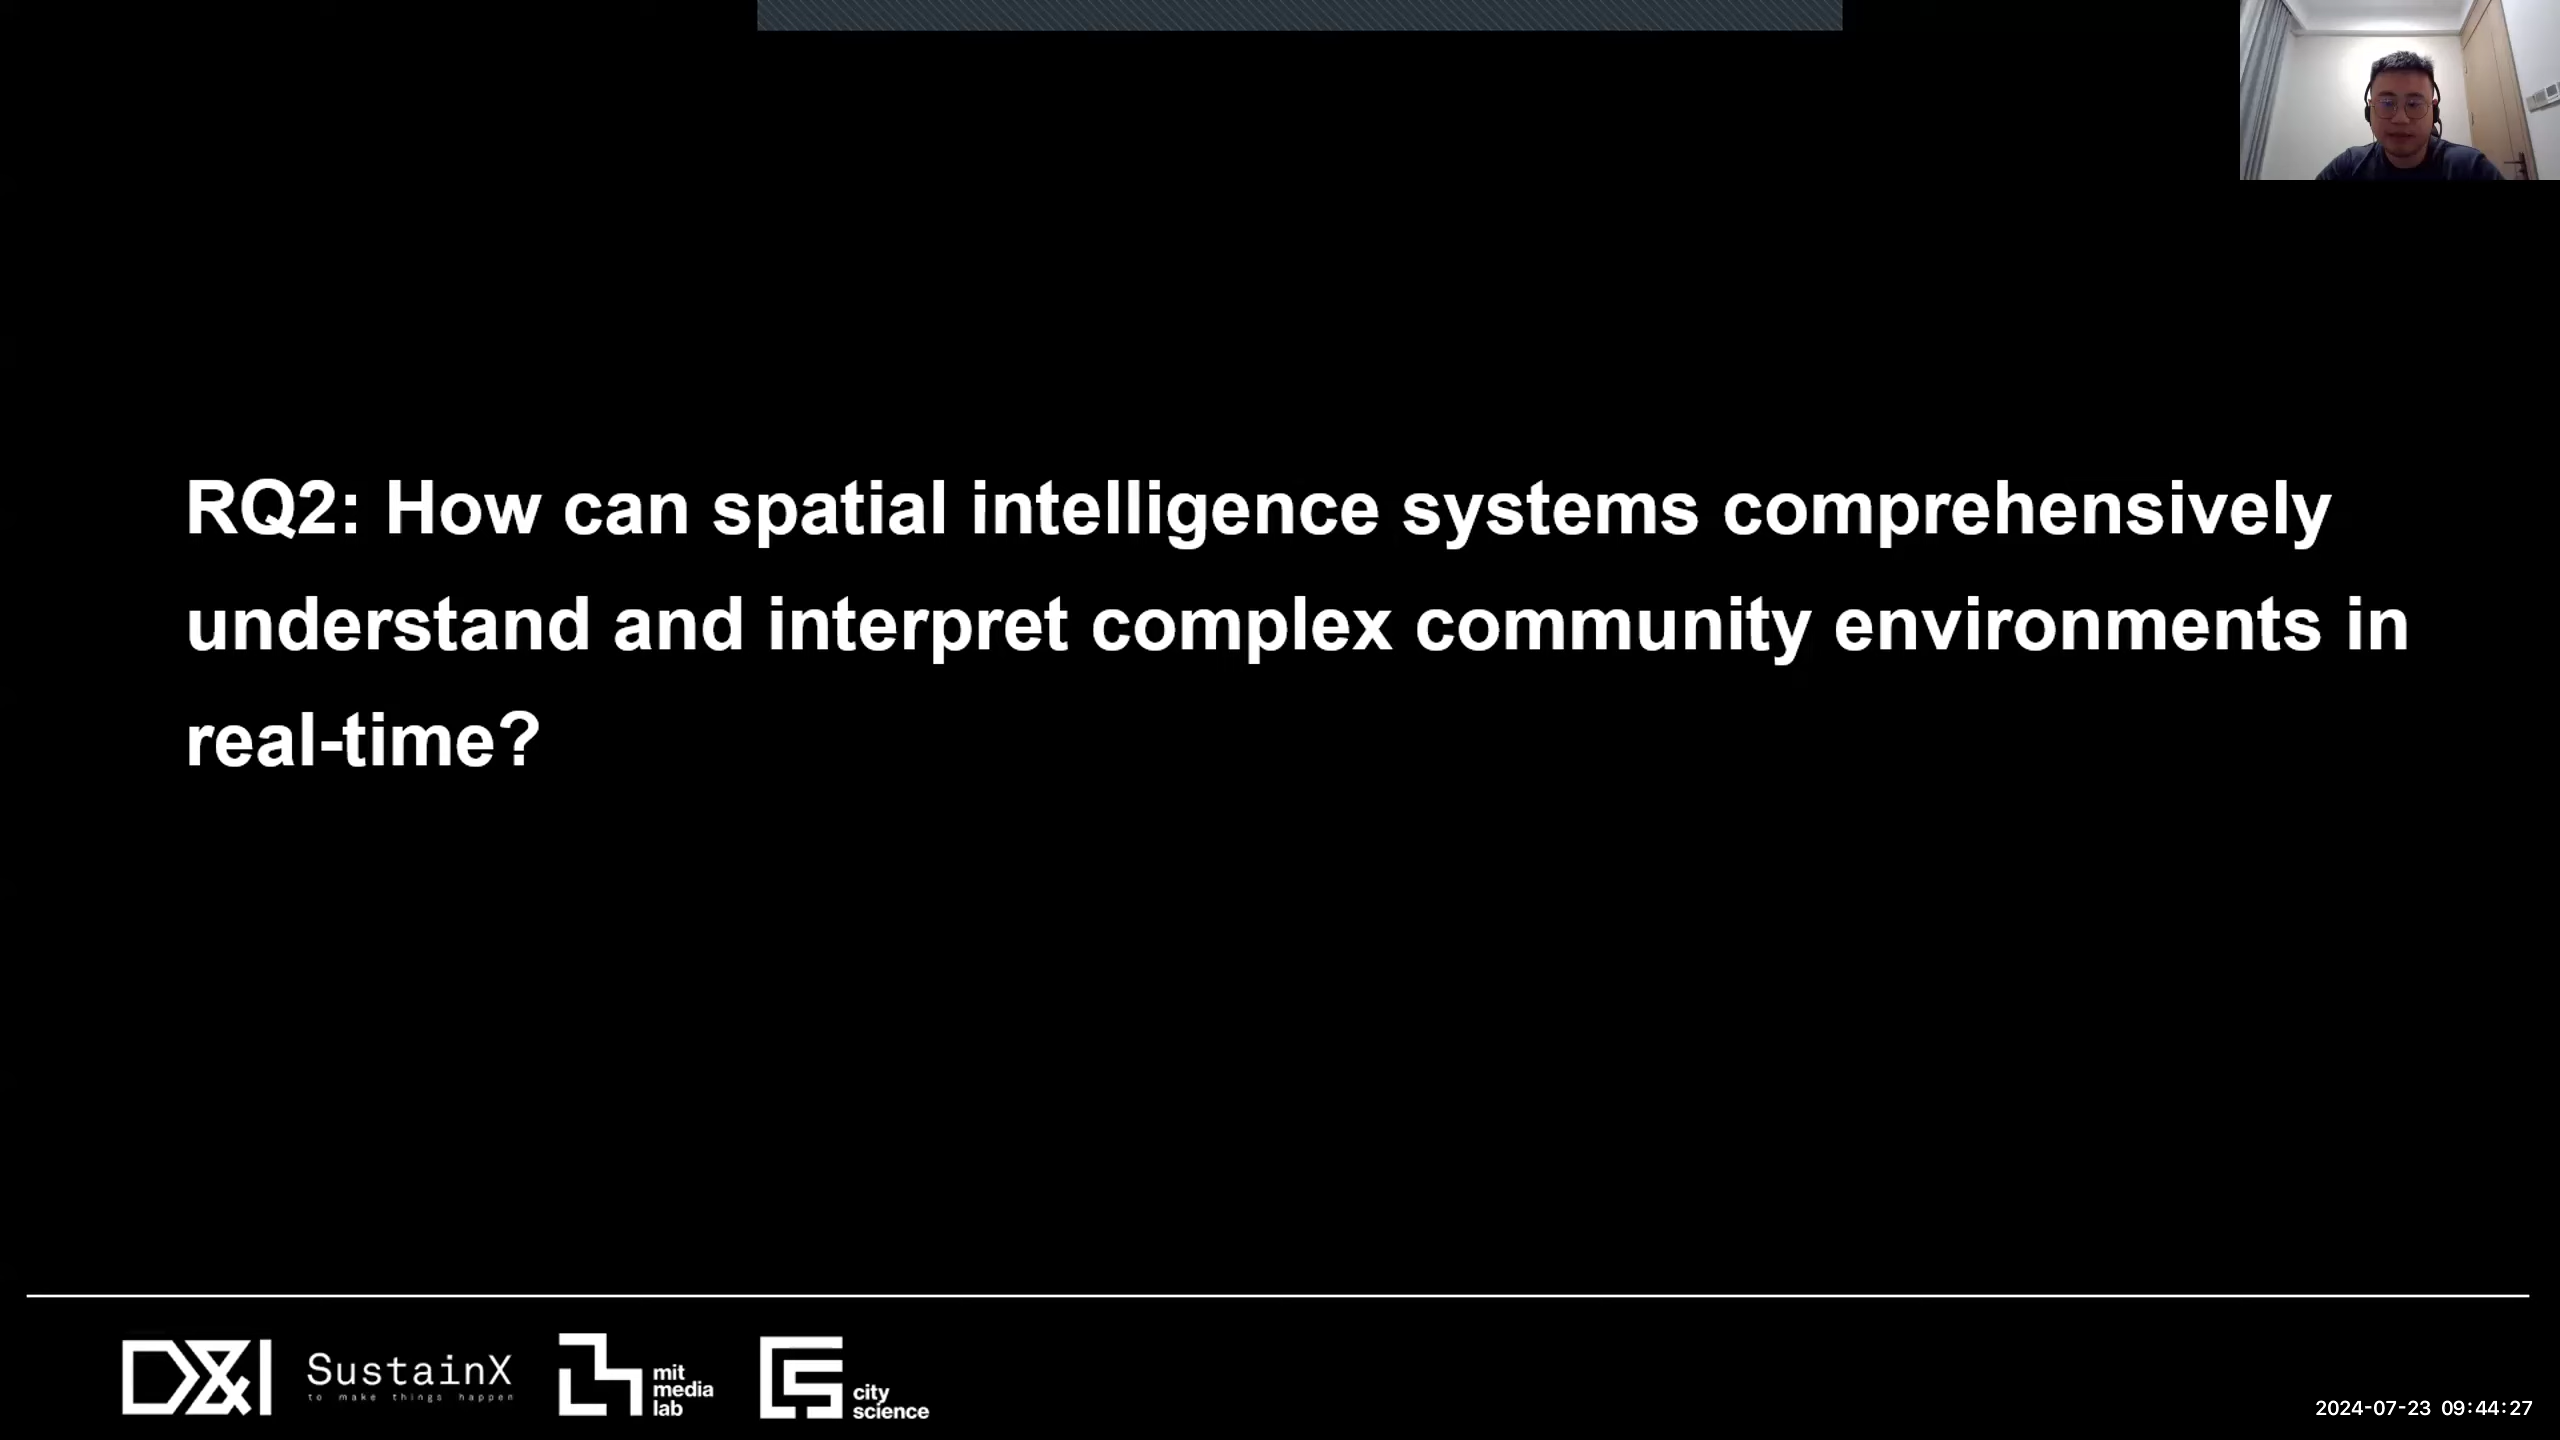 RQ2: How can spatial intelligence systems comprehensively
understand and interpret complex community environments in
real-time?
D&I
SustainX
to make things happen
mit
media
lab
city
science
2024-07-23 09:44:27